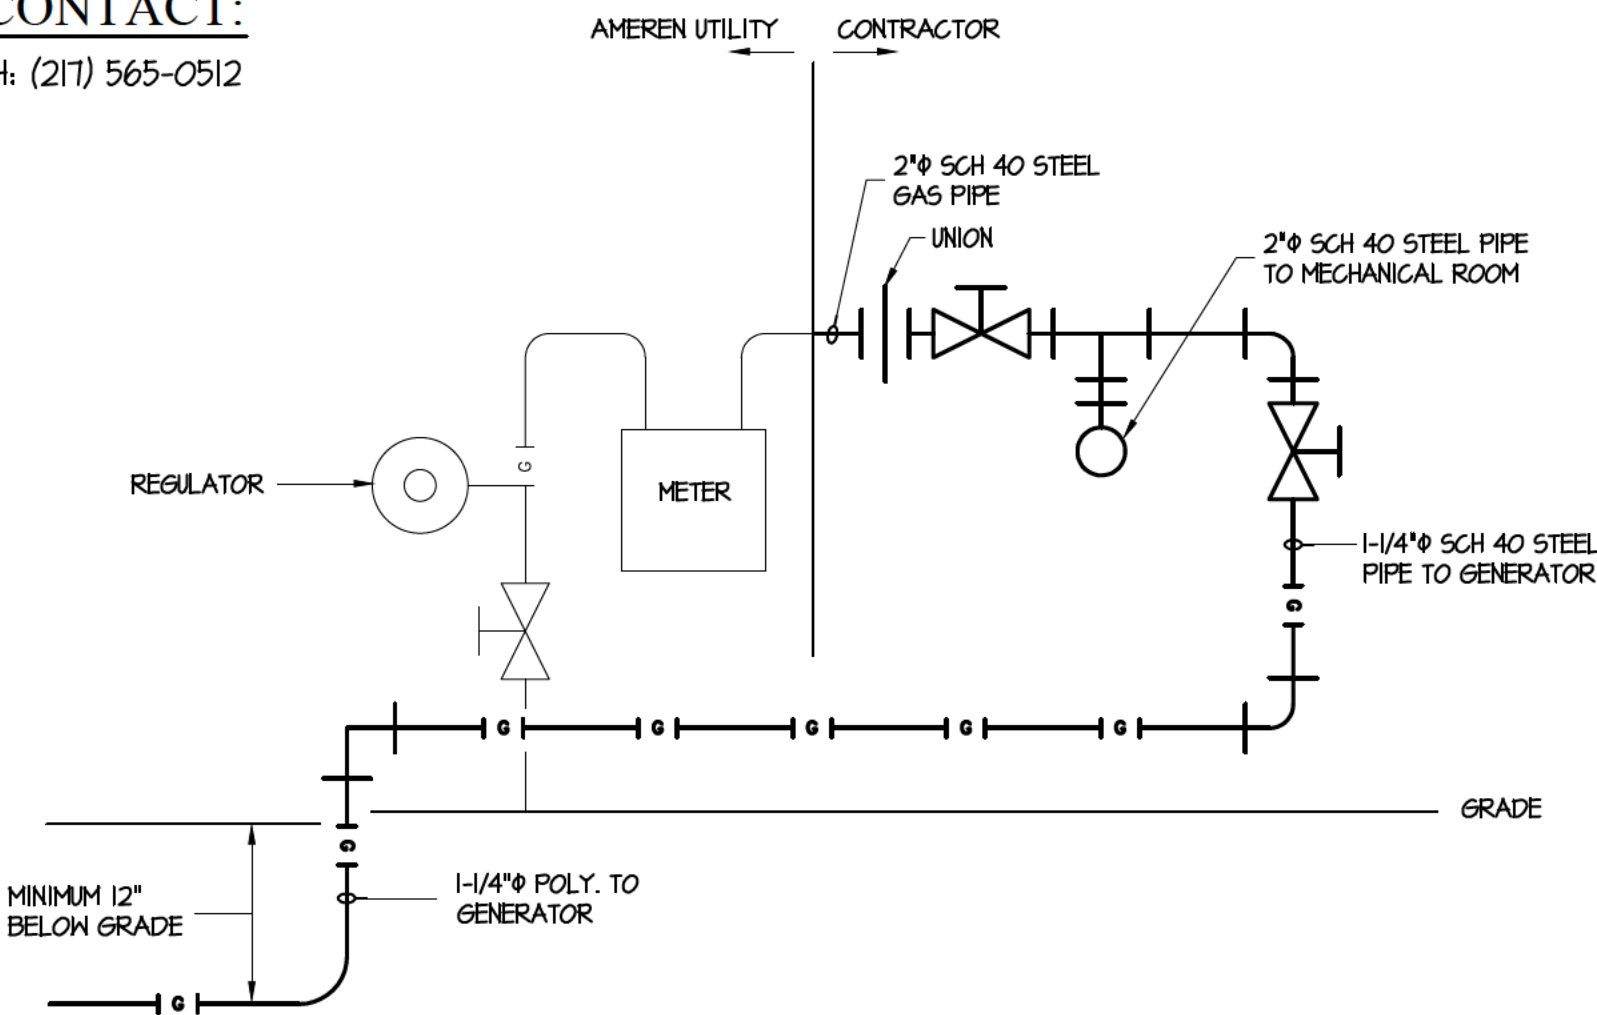 CONTACT:
H: (217) 565-0512
AMEREN UTILITY
CONTRACTOR
2"Φ SCH 40 STEEL
GAS PIPE
UNION
2"Φ SCH 40 STEEL PIPE
TO MECHANICAL ROOM
REGULATOR
G
METER
1-1/4"Φ SCH 40 STEEL
PIPE TO GENERATOR
G
G
G
G
G
G
GRADE
G
MINIMUM 12"
BELOW GRADE
1-1/4"Φ POLY. TO
GENERATOR
G